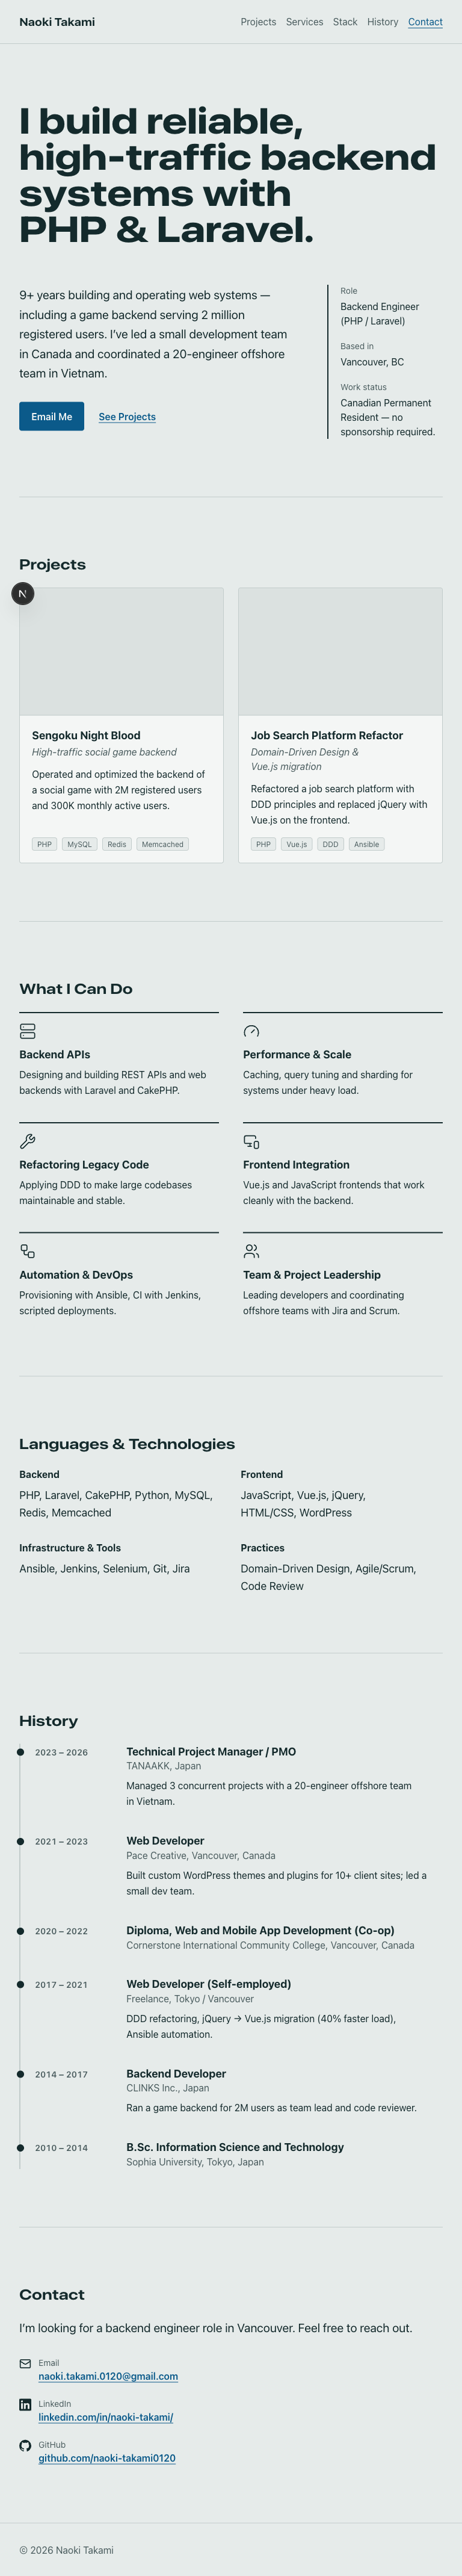 Naoki Takami
Projects Services Stack History Contact
I build reliable,
high-traffic backend
systems with
PHP & Laravel.
9+ years building and operating web systems —
including a game backend serving 2 million
registered users. I've led a small development team
in Canada and coordinated a 20-engineer offshore
team in Vietnam.
Email Me See Projects
Role
Backend Engineer
(PHP / Laravel)
Based in
Vancouver, BC
Work status
Canadian Permanent
Resident — no
sponsorship required.
Projects
N
Sengoku Night Blood
High-traffic social game backend
Operated and optimized the backend of
a social game with 2M registered users
and 300K monthly active users.
PHP MySQL Redis Memcached
Job Search Platform Refactor
Domain-Driven Design &
Vue.js migration
Refactored a job search platform with
DDD principles and replaced jQuery with
Vue.js on the frontend.
PHP Vue.js DDD Ansible
What I Can Do
Backend APIs
Designing and building REST APIs and web
backends with Laravel and CakePHP.
Performance & Scale
Caching, query tuning and sharding for
systems under heavy load.
Refactoring Legacy Code
Applying DDD to make large codebases
maintainable and stable.
Frontend Integration
Vue.js and JavaScript frontends that work
cleanly with the backend.
Automation & DevOps
Provisioning with Ansible, CI with Jenkins,
scripted deployments.
Team & Project Leadership
Leading developers and coordinating
offshore teams with Jira and Scrum.
Languages & Technologies
Backend
PHP, Laravel, CakePHP, Python, MySQL,
Redis, Memcached
Frontend
JavaScript, Vue.js, jQuery,
HTML/CSS, WordPress
Infrastructure & Tools
Ansible, Jenkins, Selenium, Git, Jira
Practices
Domain-Driven Design, Agile/Scrum,
Code Review
History
2023 – 2026
Technical Project Manager / PMO
TANAAKK, Japan
Managed 3 concurrent projects with a 20-engineer offshore team
in Vietnam.
2021 – 2023
Web Developer
Pace Creative, Vancouver, Canada
Built custom WordPress themes and plugins for 10+ client sites; led a
small dev team.
2020 – 2022
Diploma, Web and Mobile App Development (Co-op)
Cornerstone International Community College, Vancouver, Canada
2017 – 2021
Web Developer (Self-employed)
Freelance, Tokyo / Vancouver
DDD refactoring, jQuery → Vue.js migration (40% faster load),
Ansible automation.
2014 – 2017
Backend Developer
CLINKS Inc., Japan
Ran a game backend for 2M users as team lead and code reviewer.
2010 – 2014
B.Sc. Information Science and Technology
Sophia University, Tokyo, Japan
Contact
I'm looking for a backend engineer role in Vancouver. Feel free to reach out.
Email
naoki.takami.0120@gmail.com
LinkedIn
linkedin.com/in/naoki-takami/
GitHub
github.com/naoki-takami0120
© 2026 Naoki Takami